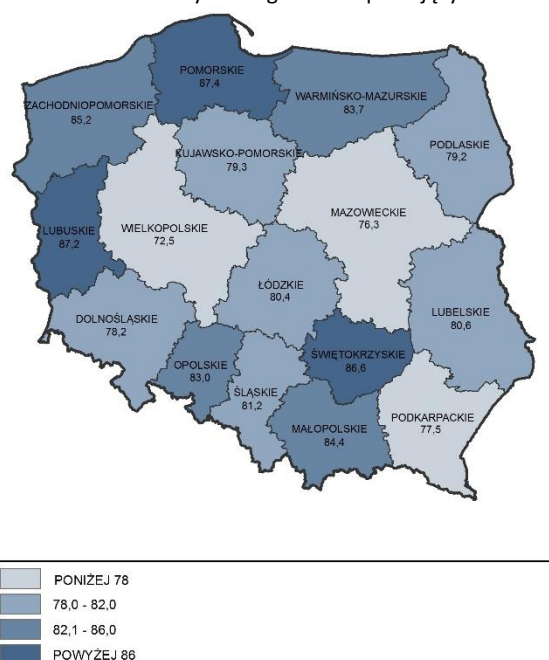 POMORSKIE
87,4
ZACHODNIOPOMORSKIE
85,2
WARMIŃSKO-MAZURSKIE
83,7
PODLASKIE
79,2
KUJAWSKO-POMORSKIE
79,3
MAZOWIECKIE
76,3
WIELKOPOLSKIE
72,5
LUBUSKIE
87,2
ŁÓDZKIE
80,4
LUBELSKIE
80,6
DOLNOŚLĄSKIE
78,2
OPOLSKIE
83,0
ŚLĄSKIE
81,2
ŚWIĘTOKRZYSKIE
86,6
MAŁOPOLSKIE
84,4
PODKARPACKIE
77,5
PONIŻEJ 78
78,0 - 82,0
82,1 - 86,0
POWYŻEJ 86